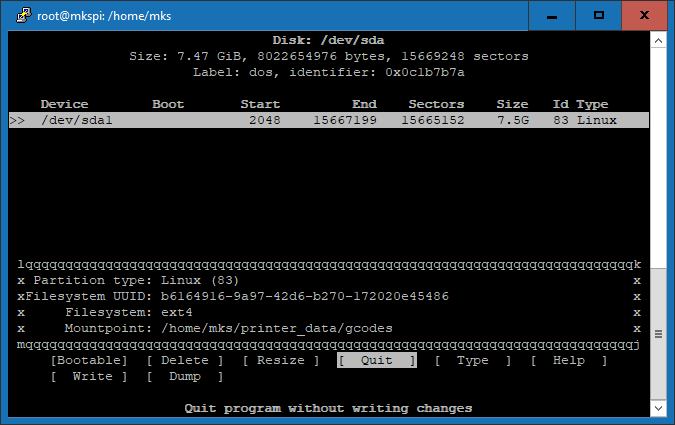 root@mkspi: /home/mks
Disk: /dev/sda
Size: 7.47 GiB, 8022654976 bytes, 15669248 sectors
Label: dos, identifier: 0x0c1b7b7a
Device Boot Start End Sectors Size Id Type
>> /dev/sda1 2048 15667199 15665152 7.5G 83 Linux
lqqqqqqqqqqqqqqqqqqqqqqqqqqqqqqqqqqqqqqqqqqqqqqqqqqqqqqqqqqqqqqqqqqqqqqqqqqqqk
x Partition type: Linux (83) x
xFilesystem UUID: b6164916-9a97-42d6-b270-172020e45486 x
x Filesystem: ext4 x
x Mountpoint: /home/mks/printer_data/gcodes x
mqqqqqqqqqqqqqqqqqqqqqqqqqqqqqqqqqqqqqqqqqqqqqqqqqqqqqqqqqqqqqqqqqqqqqqqqqqqqj
[Bootable] [ Delete ] [ Resize ] [ Quit ] [ Type ] [ Help ]
[ Write ] [ Dump ]
Quit program without writing changes